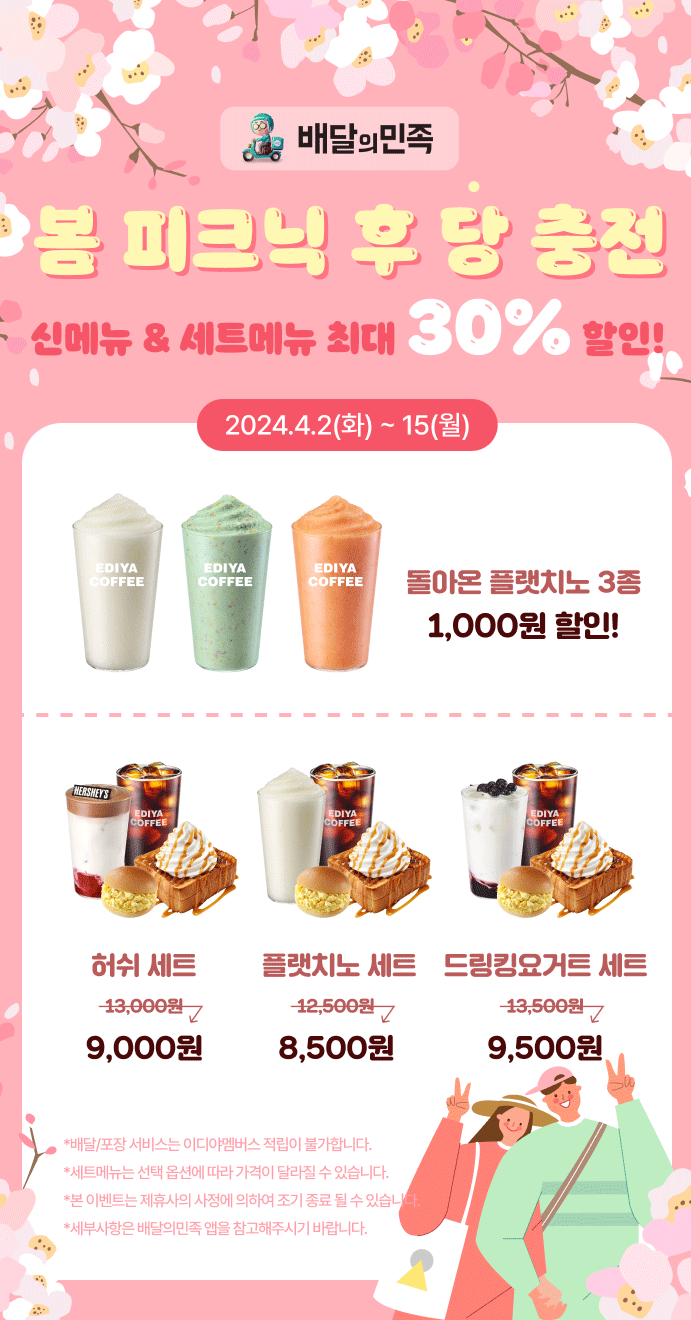 배달의민족
봄 피크닉 후 당 충전
신메뉴 & 세트메뉴 최대 30% 할인!
2024.4.2(화) ~ 15(월)
EDIYA COFFEE
EDIYA COFFEE
EDIYA COFFEE
돌아온 플랫치노 3종
1,000원 할인!
HERSHEY'S
EDIYA COFFEE
EDIYA COFFEE
EDIYA COFFEE
허쉬 세트
플랫치노 세트
드링킹요거트 세트
13,000원
12,500원
13,500원
9,000원
8,500원
9,500원
*배달/포장 서비스는 이디야멤버스 적립이 불가합니다.
*세트메뉴는 선택 옵션에 따라 가격이 달라질 수 있습니다.
*본 이벤트는 제휴사의 사정에 의하여 조기 종료 될 수 있습니다.
*세부사항은 배달의민족 앱을 참고해주시기 바랍니다.